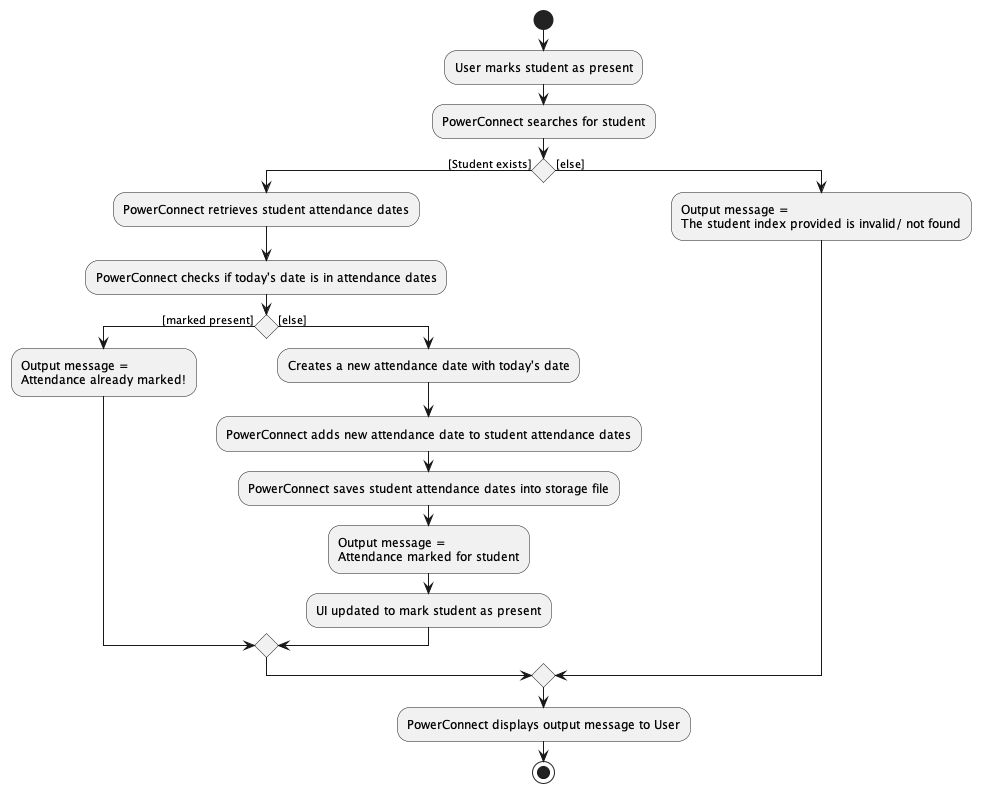 User marks student as present
PowerConnect searches for student
[Student exists]
[else]
PowerConnect retrieves student attendance dates
Output message =
The student index provided is invalid/ not found
PowerConnect checks if today's date is in attendance dates
[marked present]
[else]
Output message =
Attendance already marked!
Creates a new attendance date with today's date
PowerConnect adds new attendance date to student attendance dates
PowerConnect saves student attendance dates into storage file
Output message =
Attendance marked for student
UI updated to mark student as present
PowerConnect displays output message to User